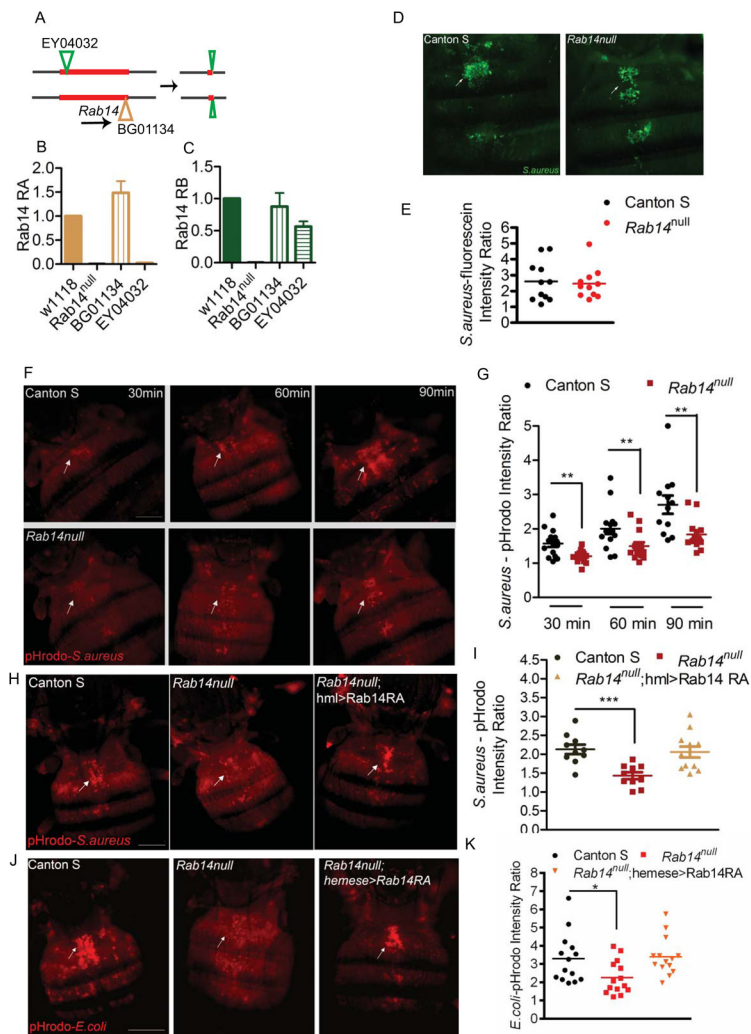 A
EY04032
Rab14
BG01134
B
Rab14 RA
2.0
1.5
1.0
0.5
0.0
w1118
Rab14null
BG01134
EY04032
C
Rab14 RB
1.5
1.0
0.5
0.0
w1118
Rab14null
BG01134
EY04032
D
Canton S
Rab14null
S.aureus
E
Canton S
Rab14null
S.aureus-fluorescein
Intensity Ratio
6
5
4
3
2
1
0
F
Canton S 30min
60min
90min
Rab14null
pHrodo-S.aureus
G
Canton S Rab14null
S.aureus - pHrodo Intensity Ratio
5
4
3
2
1
0
**
**
**
30 min 60 min 90 min
H
Canton S
Rab14null
Rab14null;
hml>Rab14RA
pHrodo-S.aureus
I
Canton S Rab14null
Rab14null;hml>Rab14 RA
S.aureus - pHrodo
Intensity Ratio
4.5
4.0
3.5
3.0
2.5
2.0
1.5
1.0
0.5
0.0
***
J
Canton S
Rab14null
Rab14null;
hemese>Rab14RA
pHrodo-E.coli
K
Canton S Rab14null
Rab14null;hemese>Rab14RA
E.coli-pHrodo Intensity Ratio
8
7
6
5
4
3
2
1
0
*